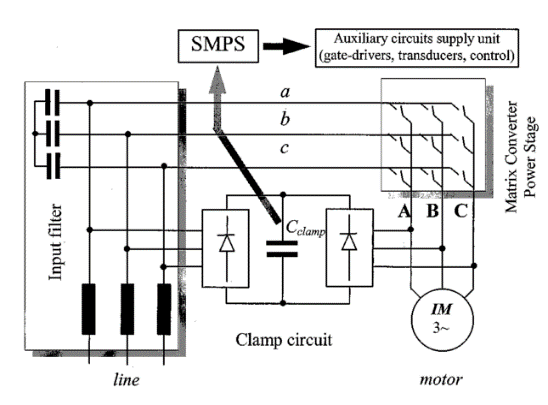 SMPS
Auxiliary circuits supply unit
(gate-drivers, transducers, control)
a
b
c
Matrix Converter
Power Stage
A B C
Input filter
Cclamp
Clamp circuit
IM
3~
line
motor